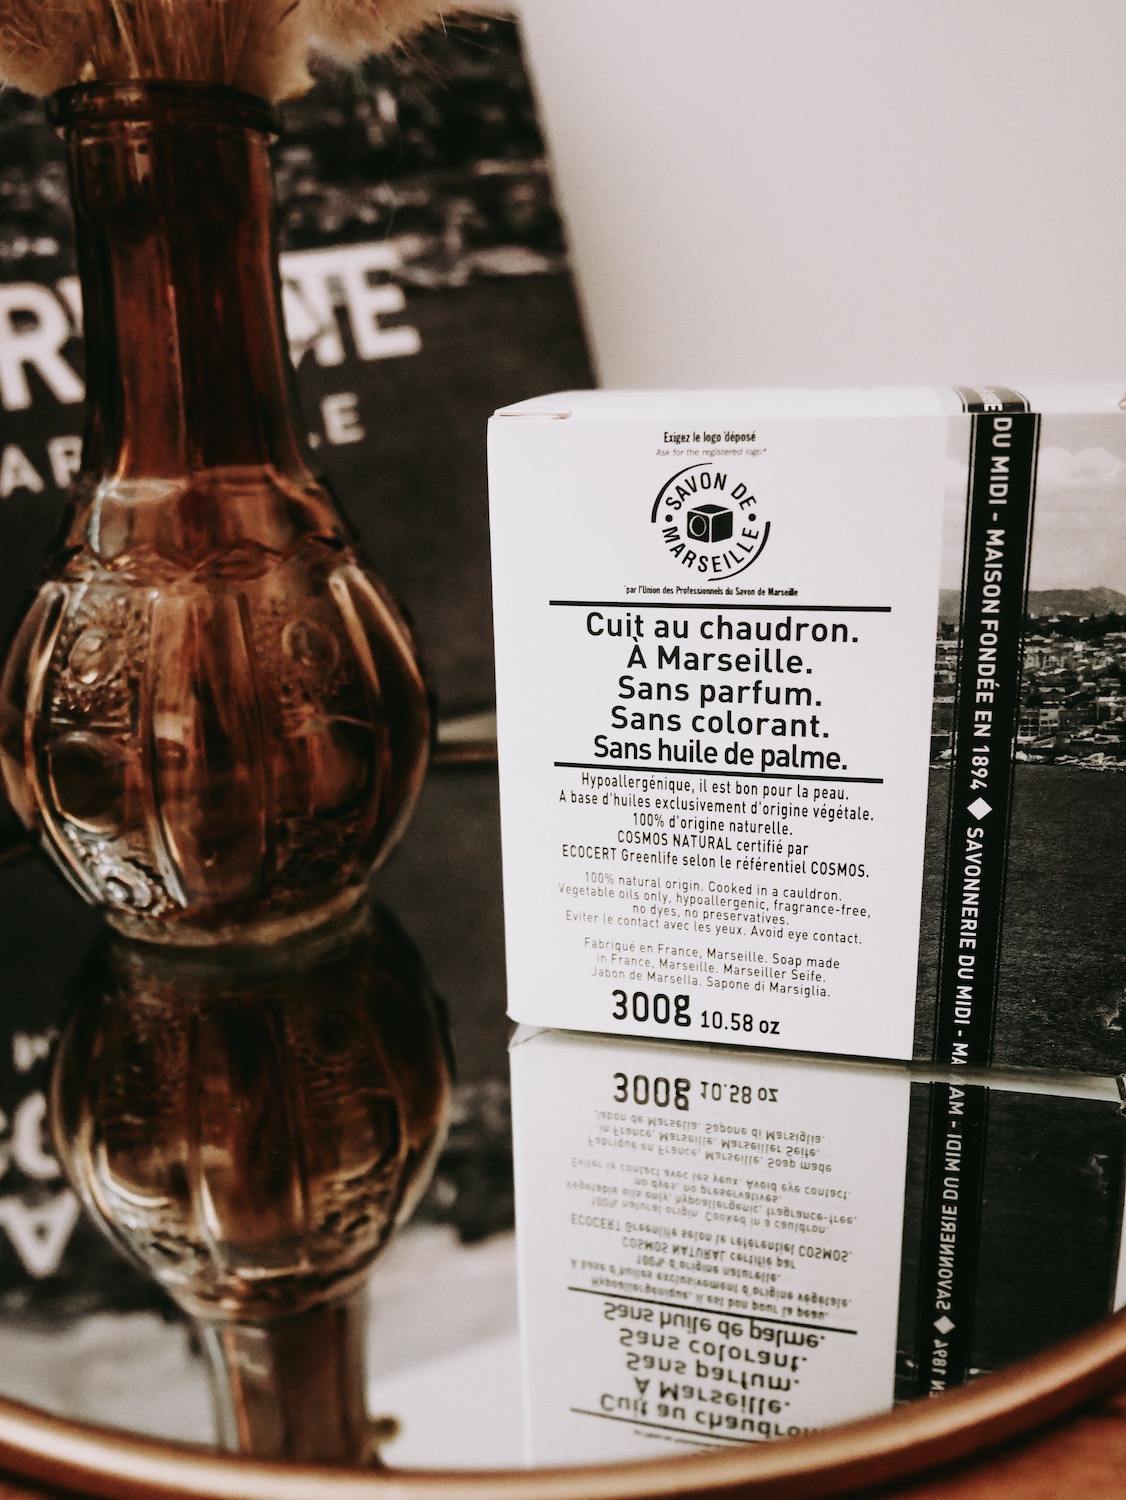 Exigez le logo déposé
Ask for the registered logo*
SAVON DE
MARSEILLE
*par l'Union des Professionnels du Savon de Marseille
Cuit au chaudron.
À Marseille.
Sans parfum.
Sans colorant.
Sans huile de palme.
Hypoallergénique, il est bon pour la peau.
A base d'huiles exclusivement d'origine végétale.
100% d'origine naturelle.
COSMOS NATURAL certifié par
ECOCERT Greenlife selon le référentiel COSMOS.
100% natural origin. Cooked in a cauldron.
Vegetable oils only, hypoallergenic, fragrance-free,
no dyes, no preservatives.
Eviter le contact avec les yeux. Avoid eye contact.
Fabriqué en France, Marseille. Soap made
in France, Marseille. Marseiller Seife.
Jabon de Marsella. Sapone di Marsiglia.
300g 10.58 oz
DU MIDI - MAISON FONDÉE EN 1894 ◆ SAVONNERIE DU MIDI - MA